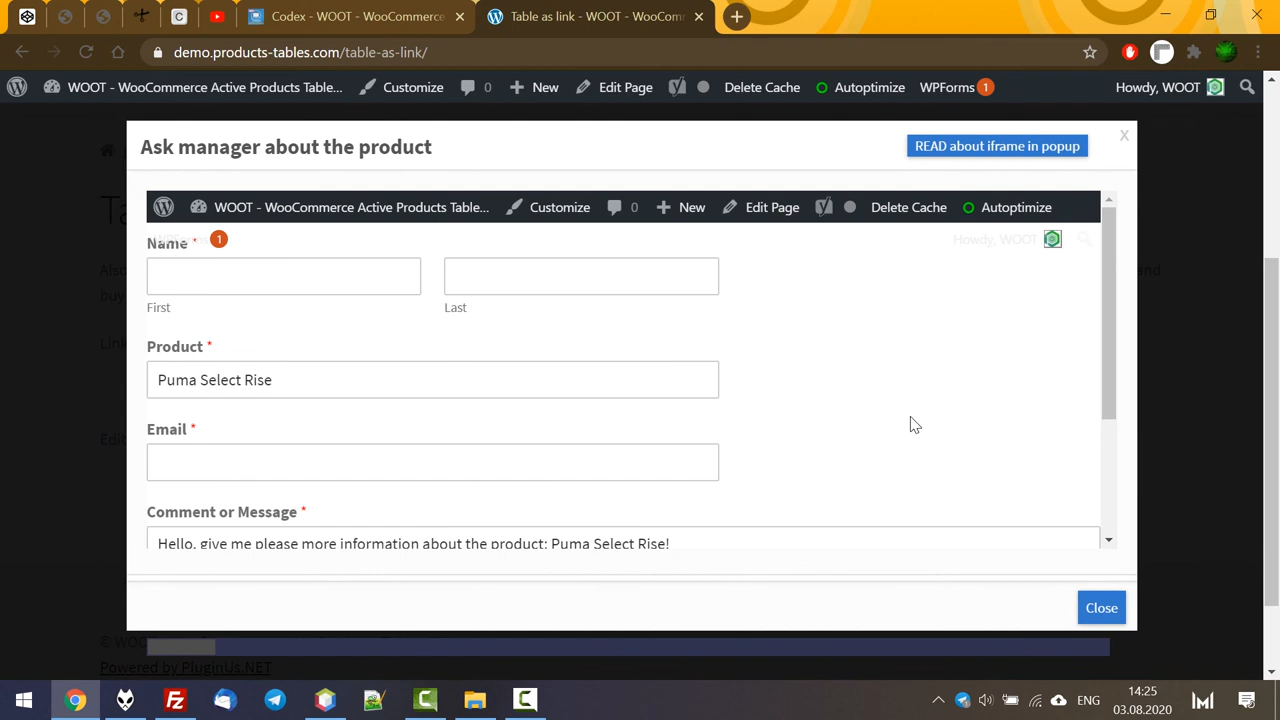 Codex - WOOT - WooCommerce
Table as link - WOOT - WooCom
demo.products-tables.com/table-as-link/
WOOT - WooCommerce Active Products Table... Customize 0 New Edit Page Delete Cache Autoptimize WPForms 1 Howdy, WOOT
Ask manager about the product
READ about iframe in popup
X
WOOT - WooCommerce Active Products Table... Customize 0 New Edit Page Delete Cache Autoptimize
1 Howdy, WOOT
Name *
First Last
Product *
Puma Select Rise
Email *
Comment or Message *
Hello, give me please more information about the product: Puma Select Rise!
Close
Powered by PluginUs.NET
ENG
14:25
03.08.2020